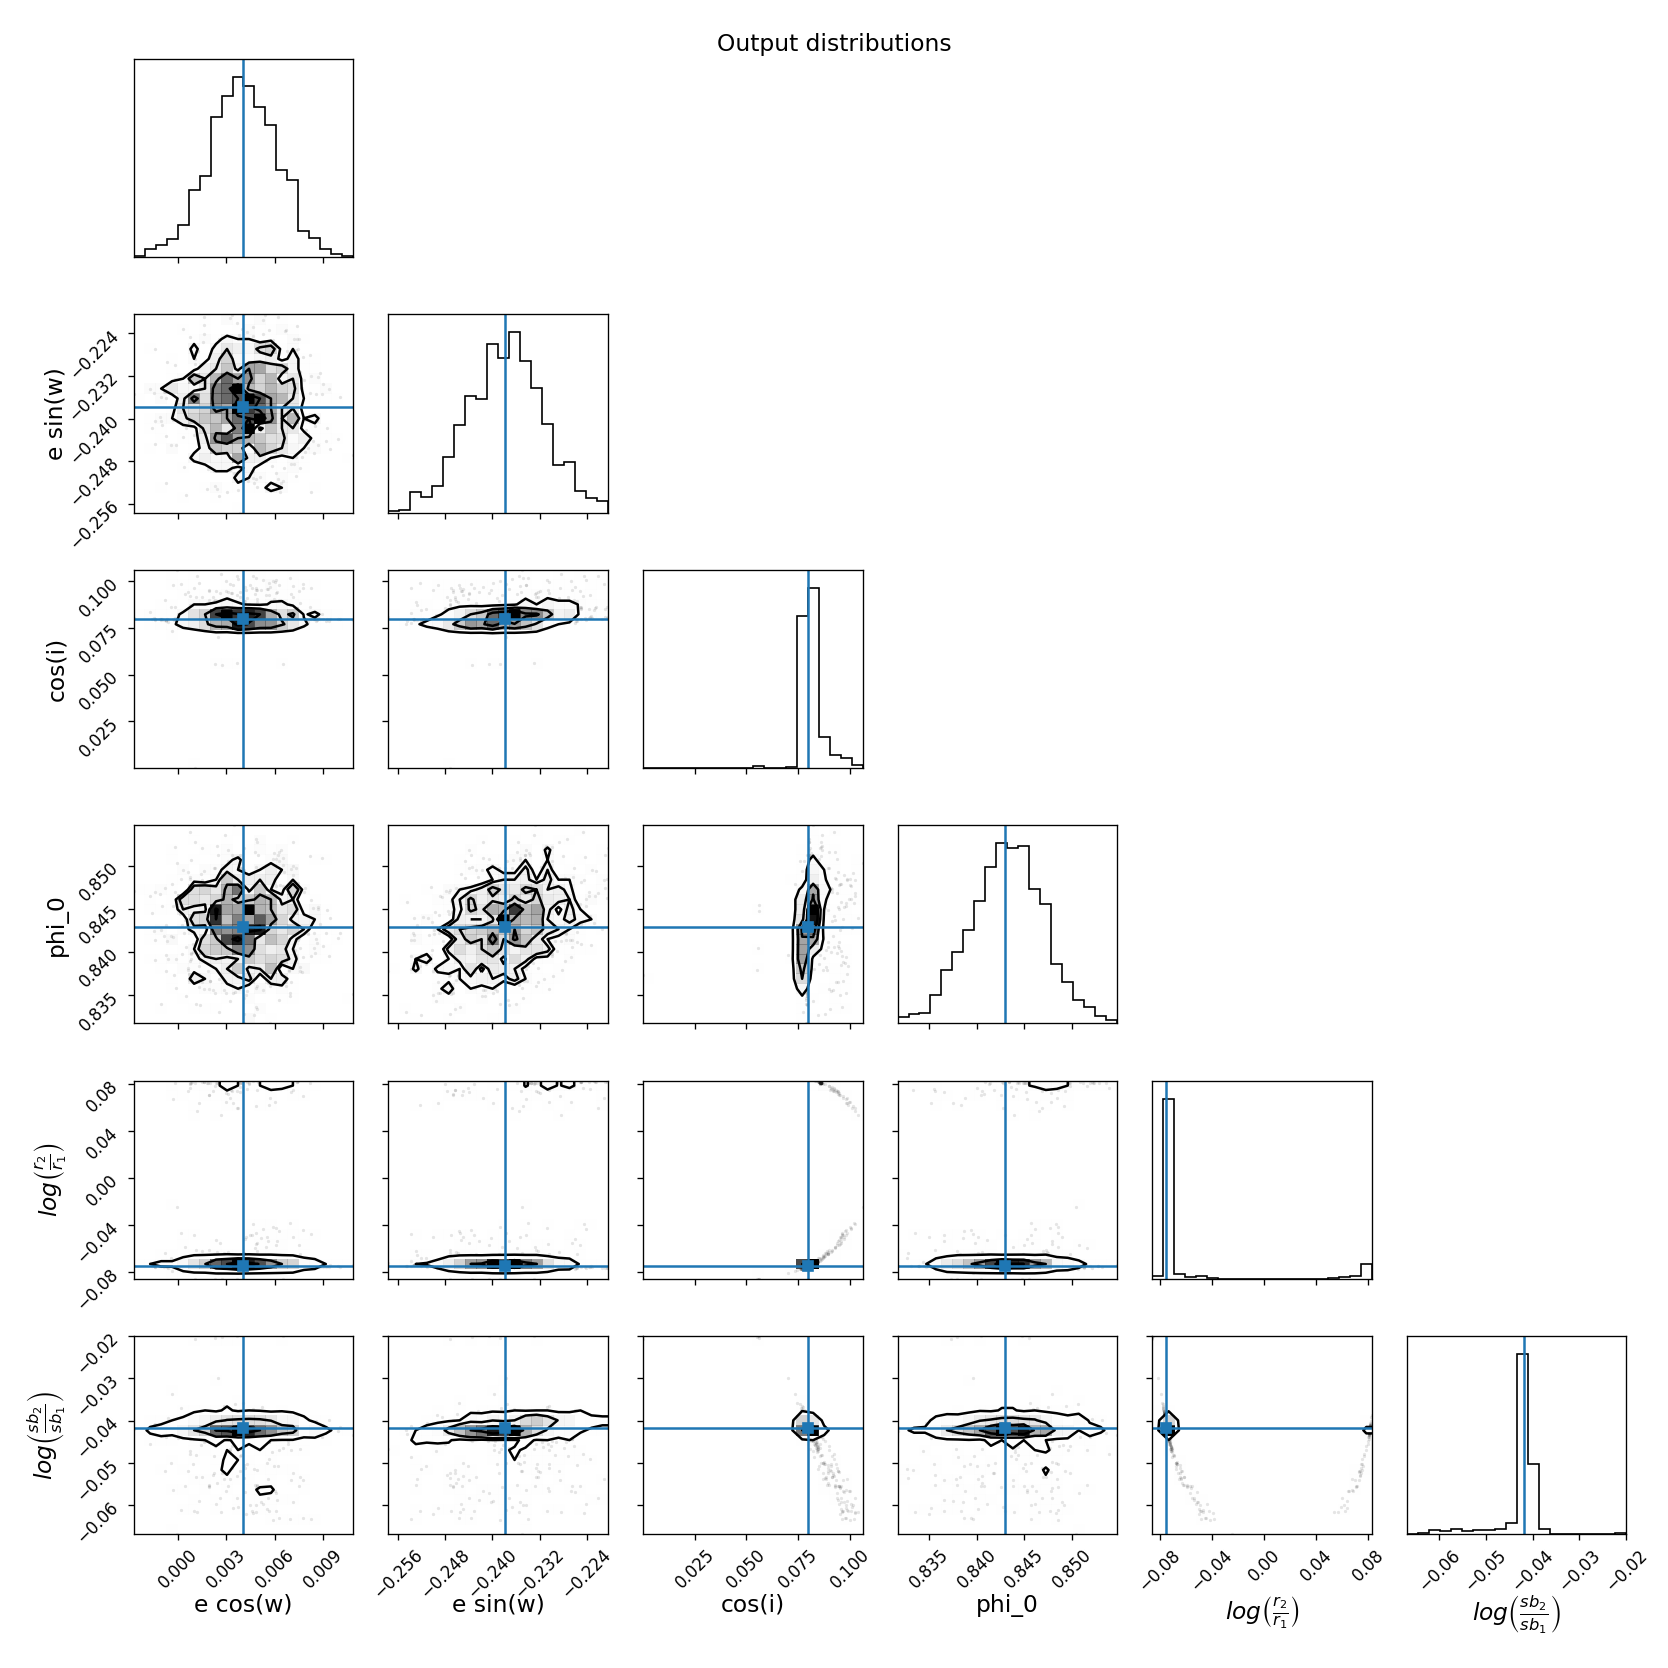 Output distributions
e sin(w)
−0.224
−0.232
−0.240
−0.248
−0.256
cos(i)
0.100
0.075
0.050
0.025
phi_0
0.850
0.845
0.840
0.835
log(r₂/r₁)
0.08
0.04
0.00
−0.04
−0.08
log(sb₂/sb₁)
−0.02
−0.03
−0.04
−0.05
−0.06
0.000 0.003 0.006 0.009
e cos(w)
−0.256 −0.248 −0.240 −0.232 −0.224
e sin(w)
0.025 0.050 0.075 0.100
cos(i)
0.835 0.840 0.845 0.850
phi_0
−0.08 −0.04 0.00 0.04 0.08
log(r₂/r₁)
−0.06 −0.05 −0.04 −0.03 −0.02
log(sb₂/sb₁)